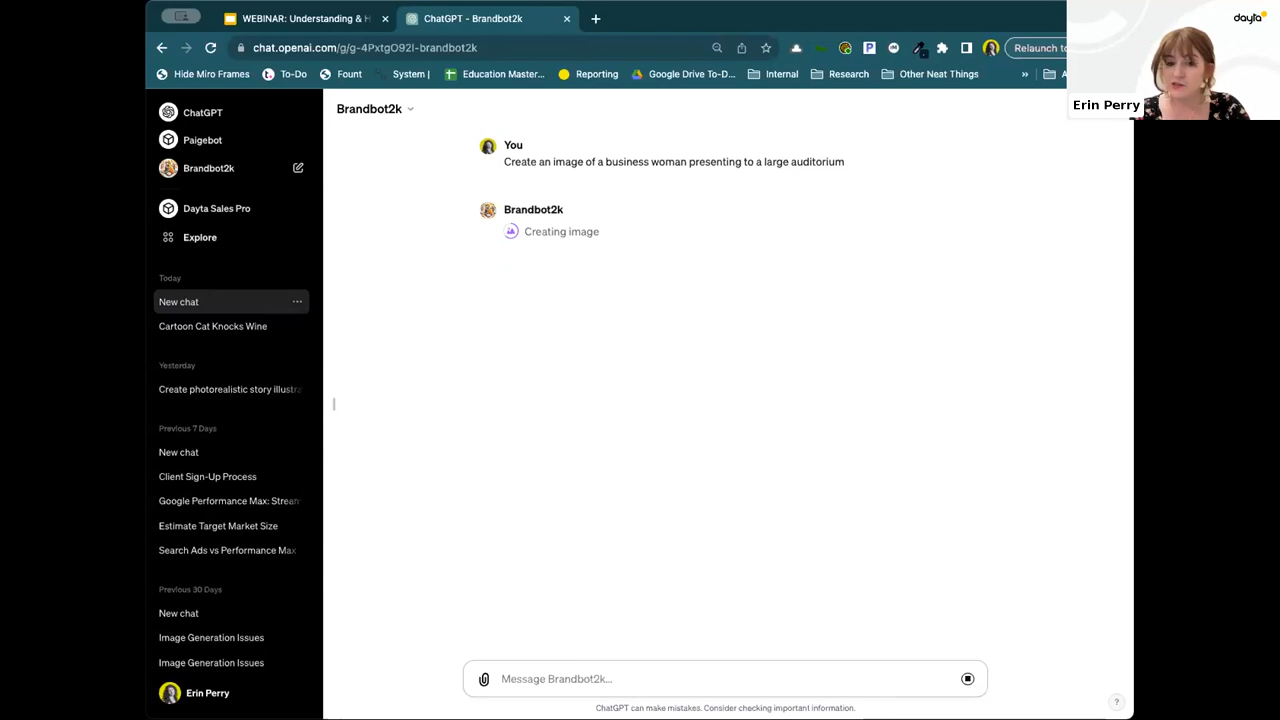 WEBINAR: Understanding & H
ChatGPT - Brandbot2k
dayta
chat.openai.com/g/g-4PxtgO92l-brandbot2k
Relaunch to
Hide Miro Frames
To-Do
Fount
System |
Education Master...
Reporting
Google Drive To-D...
Internal
Research
Other Neat Things
»
Erin Perry
ChatGPT
Brandbot2k
Paigebot
Brandbot2k
Dayta Sales Pro
Explore
Today
New chat
Cartoon Cat Knocks Wine
Yesterday
Create photorealistic story illustra
Previous 7 Days
New chat
Client Sign-Up Process
Google Performance Max: Stream
Estimate Target Market Size
Search Ads vs Performance Max
Previous 30 Days
New chat
Image Generation Issues
Image Generation Issues
Erin Perry
You
Create an image of a business woman presenting to a large auditorium
Brandbot2k
Creating image
Message Brandbot2k...
ChatGPT can make mistakes. Consider checking important information.
?